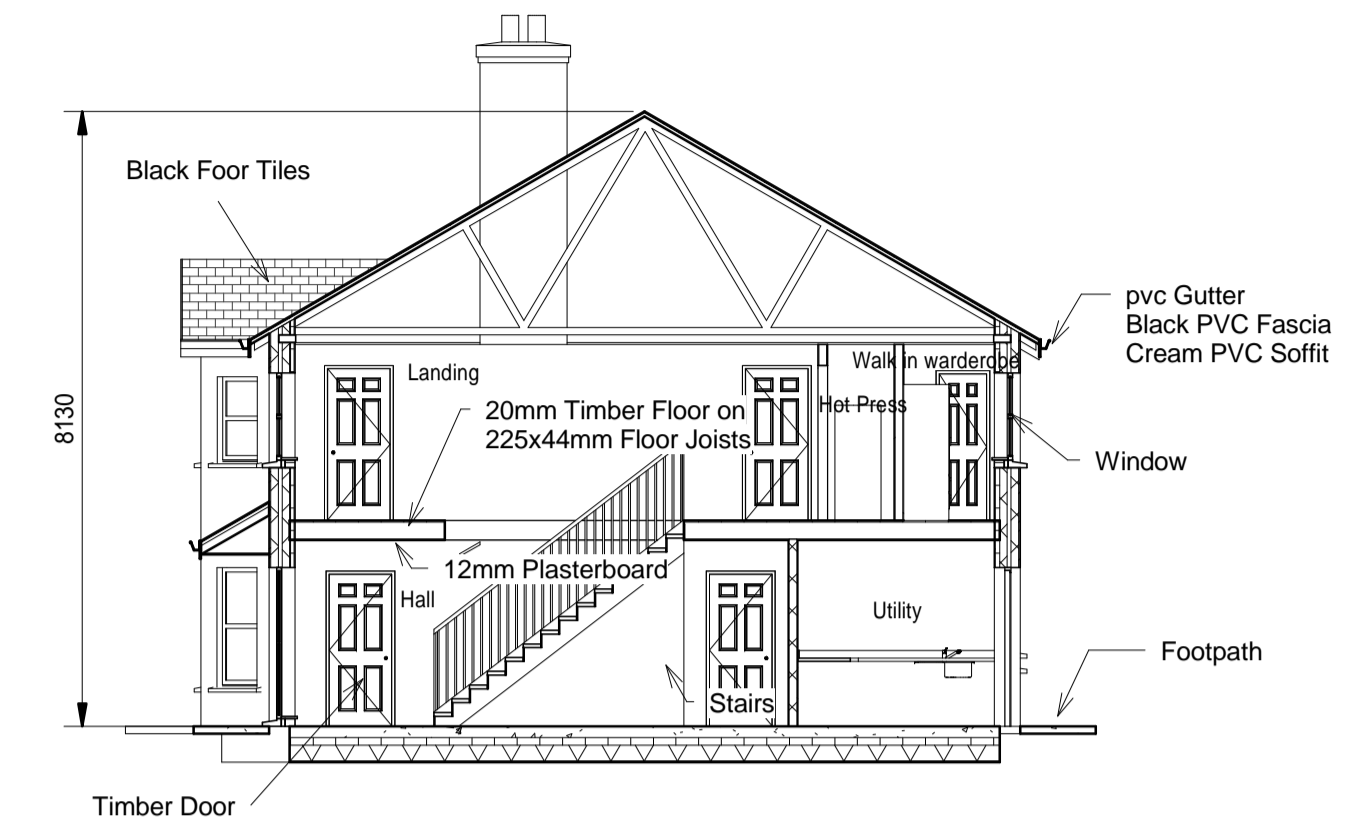 Black Foor Tiles
8130
pvc Gutter
Black PVC Fascia
Cream PVC Soffit
Landing
Walk in warderobe
Hot Press
20mm Timber Floor on
225x44mm Floor Joists
Window
12mm Plasterboard
Hall
Utility
Footpath
Stairs
Timber Door